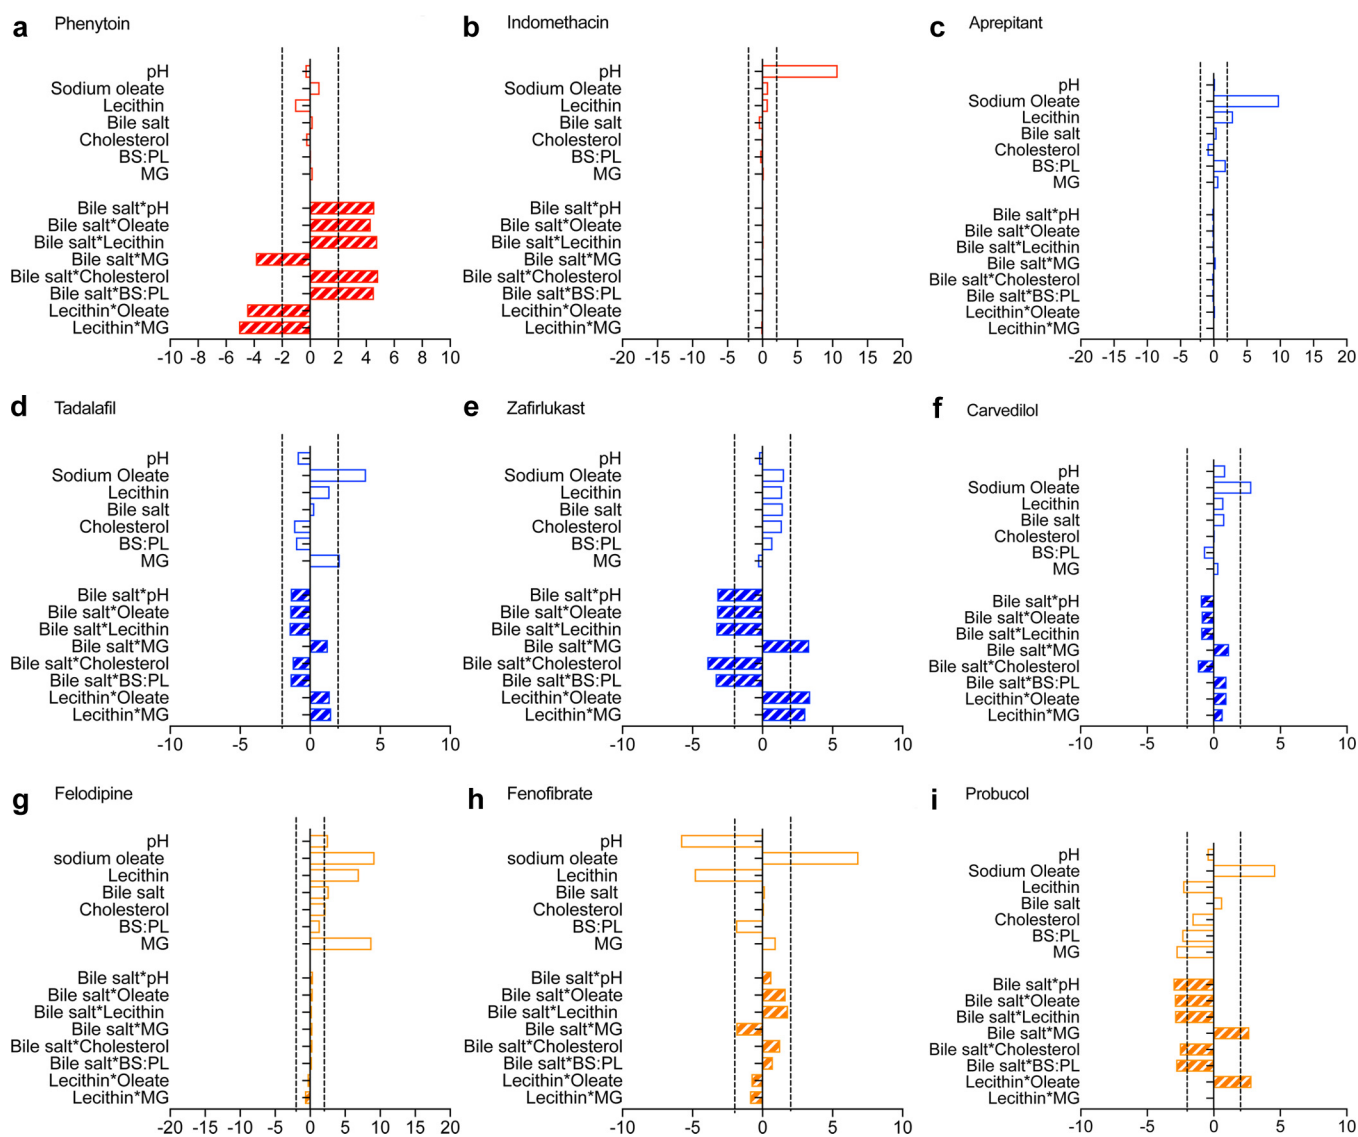 a Phenytoin
pH
Sodium oleate
Lecithin
Bile salt
Cholesterol
BS:PL
MG
Bile salt*pH
Bile salt*Oleate
Bile salt*Lecithin
Bile salt*MG
Bile salt*Cholesterol
Bile salt*BS:PL
Lecithin*Oleate
Lecithin*MG
-10 -8 -6 -4 -2 0 2 4 6 8 10
b Indomethacin
pH
Sodium oleate
Lecithin
Bile salt
Cholesterol
BS:PL
MG
Bile salt*pH
Bile salt*Oleate
Bile salt*Lecithin
Bile salt*MG
Bile salt*Cholesterol
Bile salt*BS:PL
Lecithin*Oleate
Lecithin*MG
-20 -15 -10 -5 0 5 10 15 20
c Aprepitant
pH
Sodium Oleate
Lecithin
Bile salt
Cholesterol
BS:PL
MG
Bile salt*pH
Bile salt*Oleate
Bile salt*Lecithin
Bile salt*MG
Bile salt*Cholesterol
Bile salt*BS:PL
Lecithin*Oleate
Lecithin*MG
-20 -15 -10 -5 0 5 10 15 20
d Tadalafil
pH
Sodium Oleate
Lecithin
Bile salt
Cholesterol
BS:PL
MG
Bile salt*pH
Bile salt*Oleate
Bile salt*Lecithin
Bile salt*MG
Bile salt*Cholesterol
Bile salt*BS:PL
Lecithin*Oleate
Lecithin*MG
-10 -5 0 5 10
e Zafirlukast
pH
Sodium Oleate
Lecithin
Bile salt
Cholesterol
BS:PL
MG
Bile salt*pH
Bile salt*Oleate
Bile salt*Lecithin
Bile salt*MG
Bile salt*Cholesterol
Bile salt*BS:PL
Lecithin*Oleate
Lecithin*MG
-10 -5 0 5 10
f Carvedilol
pH
Sodium Oleate
Lecithin
Bile salt
Cholesterol
BS:PL
MG
Bile salt*pH
Bile salt*Oleate
Bile salt*Lecithin
Bile salt*MG
Bile salt*Cholesterol
Bile salt*BS:PL
Lecithin*Oleate
Lecithin*MG
-10 -5 0 5 10
g Felodipine
pH
sodium oleate
Lecithin
Bile salt
Cholesterol
BS:PL
MG
Bile salt*pH
Bile salt*Oleate
Bile salt*Lecithin
Bile salt*MG
Bile salt*Cholesterol
Bile salt*BS:PL
Lecithin*Oleate
Lecithin*MG
-20 -15 -10 -5 0 5 10 15 20
h Fenofibrate
pH
sodium oleate
Lecithin
Bile salt
Cholesterol
BS:PL
MG
Bile salt*pH
Bile salt*Oleate
Bile salt*Lecithin
Bile salt*MG
Bile salt*Cholesterol
Bile salt*BS:PL
Lecithin*Oleate
Lecithin*MG
-10 -5 0 5 10
i Probucol
pH
Sodium Oleate
Lecithin
Bile salt
Cholesterol
BS:PL
MG
Bile salt*pH
Bile salt*Oleate
Bile salt*Lecithin
Bile salt*MG
Bile salt*Cholesterol
Bile salt*BS:PL
Lecithin*Oleate
Lecithin*MG
-10 -5 0 5 10